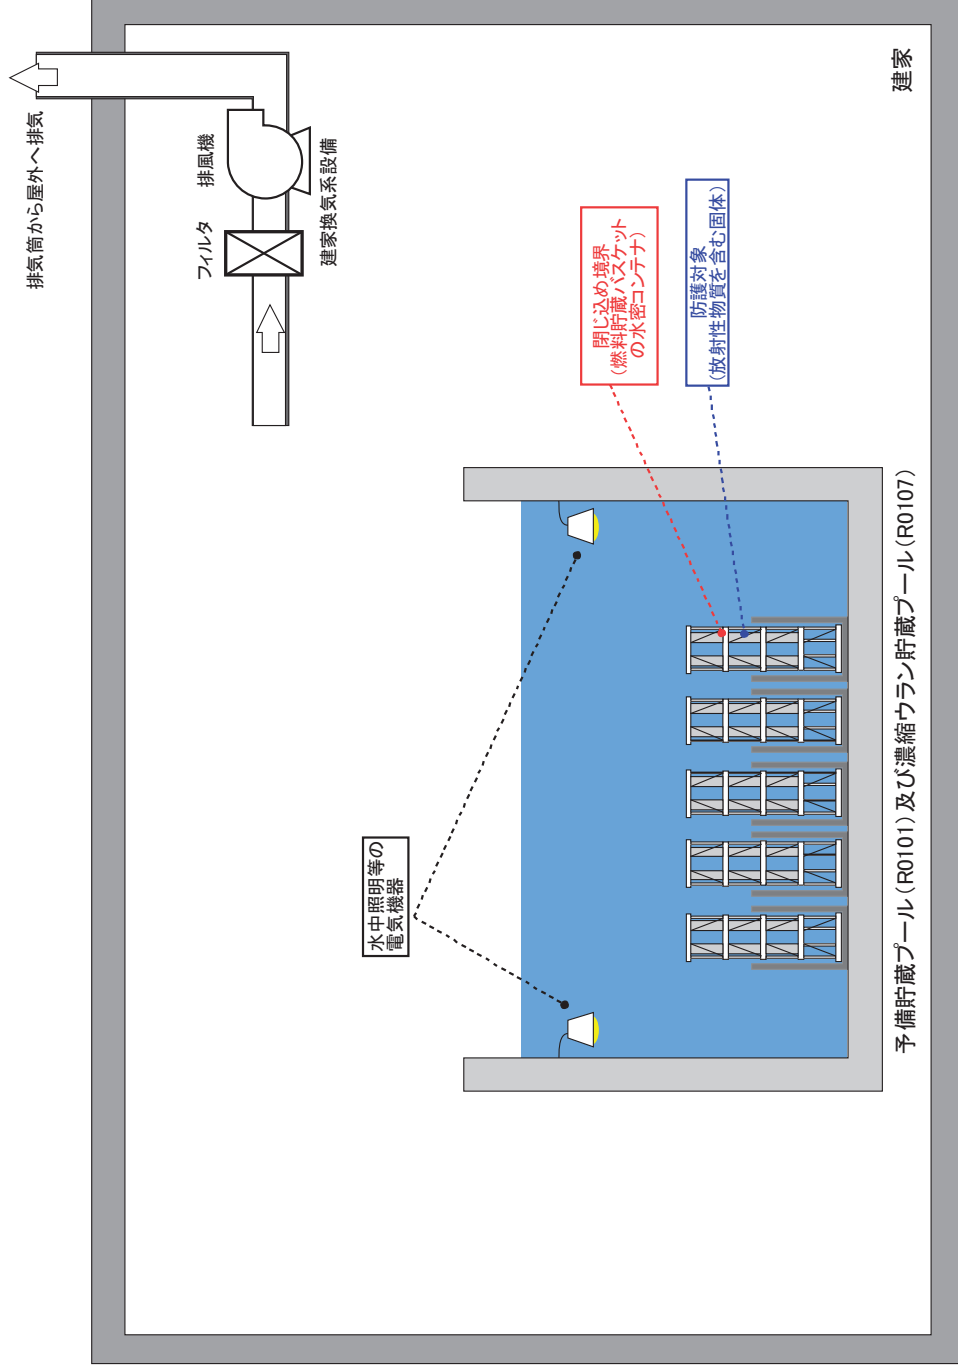 排気筒から屋外へ排気
フィルタ
排風機
建家換気系設備
建家
閉じ込め境界
（燃料貯蔵バスケット
の水密コンテナ）
防護対象
（放射性物質を含む固体）
水中照明等の
電気機器
予備貯蔵プール（R0101）及び濃縮ウラン貯蔵プール（R0107）